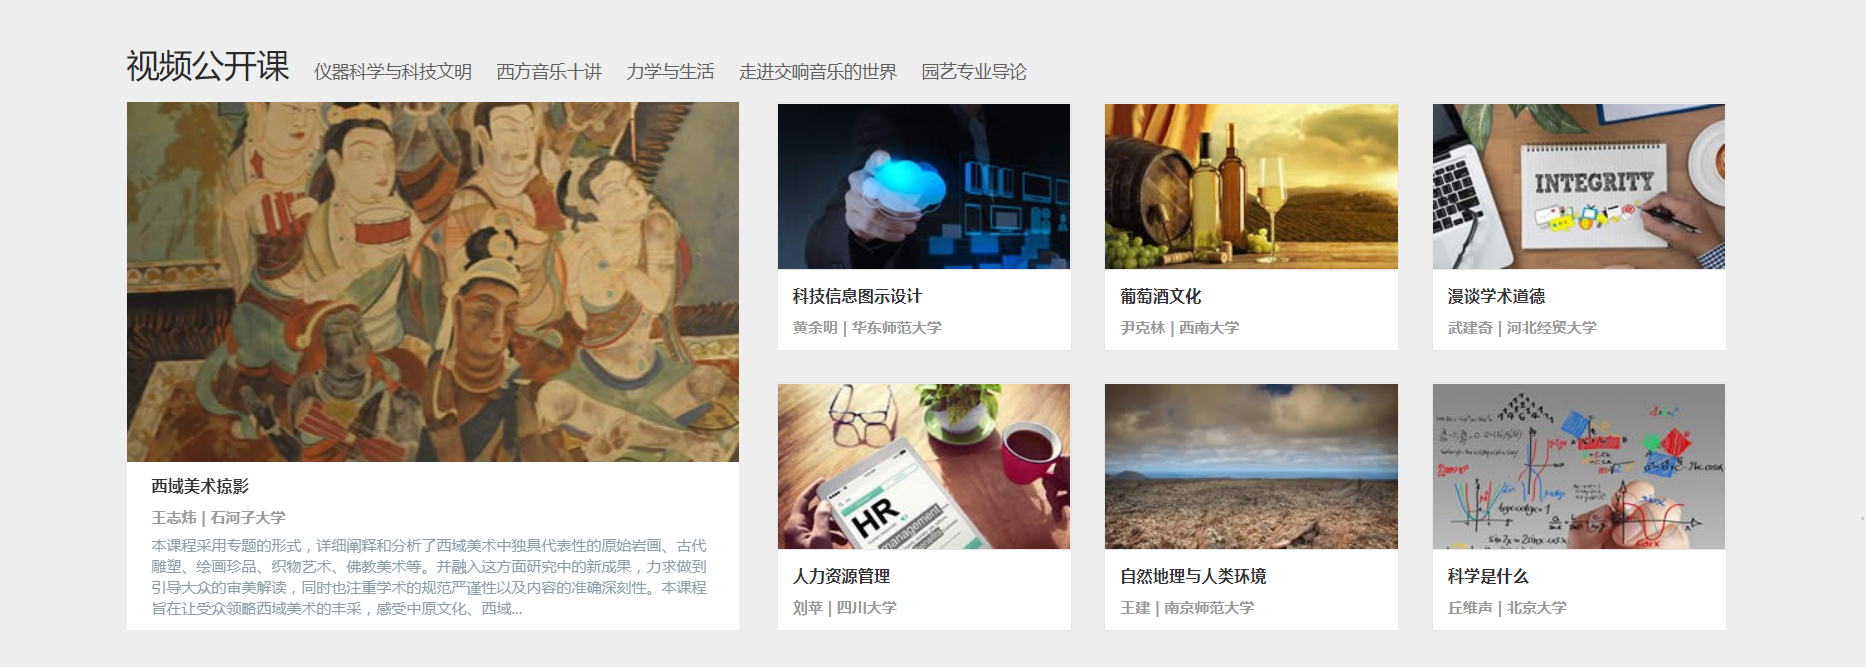 视频公开课 仪器科学与科技文明 西方音乐十讲 力学与生活 走进交响音乐的世界 园艺专业导论
西域美术掠影
王志炜 | 石河子大学
本课程采用专题的形式，详细阐释和分析了西域美术中独具代表性的原始岩画、古代
雕塑、绘画珍品、织物艺术、佛教美术等。并融入这方面研究中的新成果，力求做到
引导大众的审美解读，同时也注重学术的规范严谨性以及内容的准确深刻性。本课程
旨在让受众领略西域美术的丰采，感受中原文化、西域...
科技信息图示设计
黄余明 | 华东师范大学
葡萄酒文化
尹克林 | 西南大学
INTEGRITY
漫谈学术道德
武建奇 | 河北经贸大学
HR
management
benefits
人力资源管理
刘苹 | 四川大学
自然地理与人类环境
王建 | 南京师范大学
sin2x = 2sinx.cosx
科学是什么
丘维声 | 北京大学